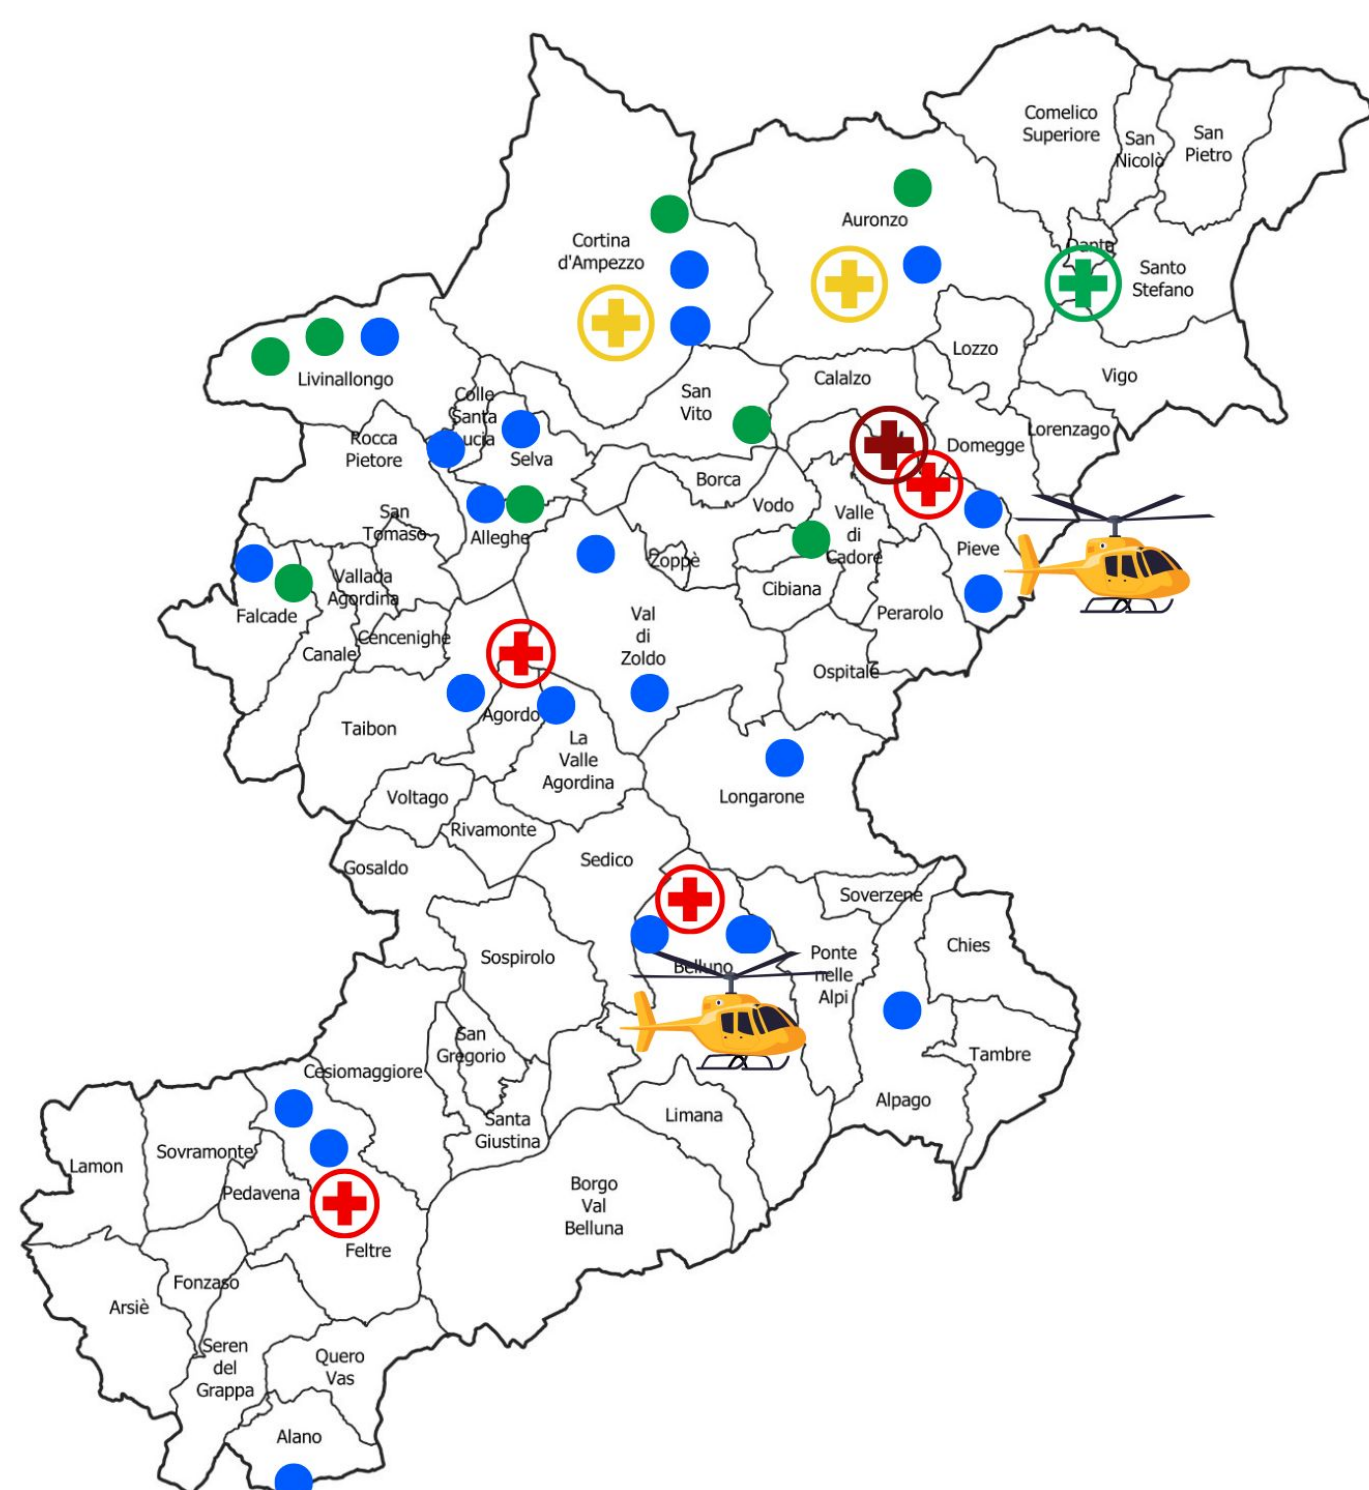 Comelico
Superiore
San
Nicolò
San
Pietro
Auronzo
Cortina
d'Ampezzo
Danta
Santo
Stefano
Lozzo
Vigo
Livinallongo
Calalzo
San
Vito
Colle
Santa
Lucia
Selva
Rocca
Pietore
Lorenzago
Domegge
Borca
Vodo
Valle
di
Cadore
San
Tomaso
Alleghe
Pieve
Zoppè
Cibiana
Perarolo
Vallada
Agordina
Falcade
Cencenighe
Canale
Val
di
Zoldo
Ospitale
Agordo
Taibon
La
Valle
Agordina
Longarone
Voltago
Rivamonte
Sedico
Gosaldo
Soverzene
Chies
Sospirolo
Belluno
Ponte
nelle
Alpi
San
Gregorio
Tambre
Cesiomaggiore
Alpago
Limana
Santa
Giustina
Sovramonte
Lamon
Pedavena
Borgo
Val
Belluna
Feltre
Fonzaso
Arsiè
Seren
del
Grappa
Quero
Vas
Alano